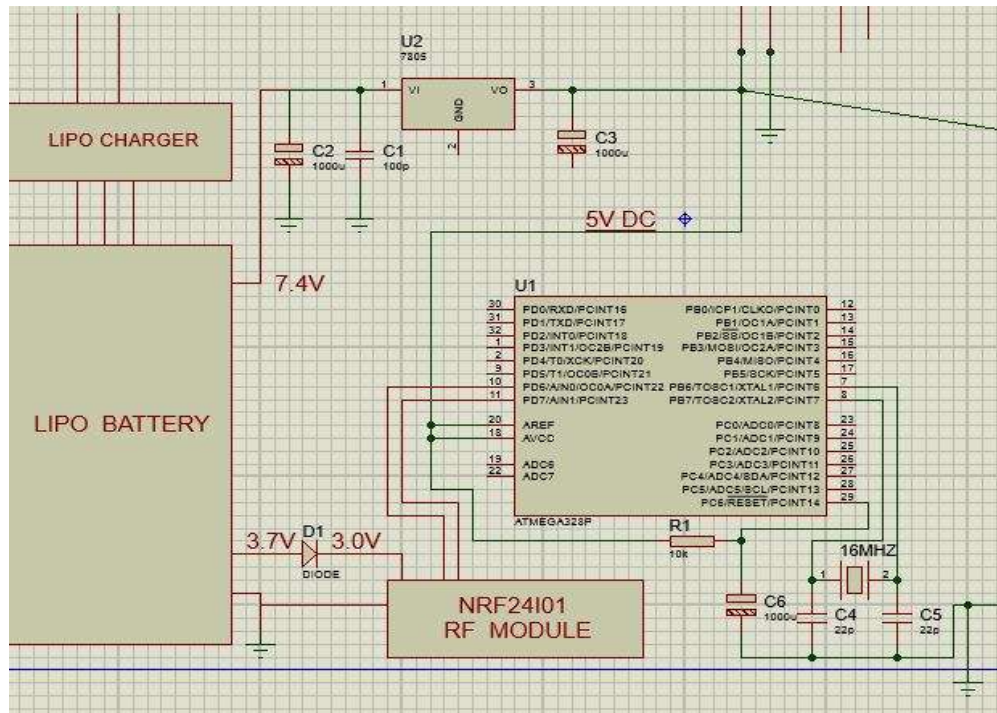 U2
7805
1
VI
VO
3
GND
2
LIPO CHARGER
C2
1000u
C1
100p
C3
1000u
5V DC
7.4V
U1
30
PD0/RXD/PCINT16
31
PD1/TXD/PCINT17
32
PD2/INT0/PCINT18
1
PD3/INT1/OC2B/PCINT19
2
PD4/T0/XCK/PCINT20
9
PD5/T1/OC0B/PCINT21
10
PD6/AIN0/OC0A/PCINT22
11
PD7/AIN1/PCINT23
20
AREF
18
AVCC
19
ADC6
22
ADC7
PB0/ICP1/CLKO/PCINT0
12
PB1/OC1A/PCINT1
13
PB2/SS/OC1B/PCINT2
14
PB3/MOSI/OC2A/PCINT3
15
PB4/MISO/PCINT4
16
PB5/SCK/PCINT5
17
PB6/TOSC1/XTAL1/PCINT6
7
PB7/TOSC2/XTAL2/PCINT7
8
PC0/ADC0/PCINT8
23
PC1/ADC1/PCINT9
24
PC2/ADC2/PCINT10
25
PC3/ADC3/PCINT11
26
PC4/ADC4/SDA/PCINT12
27
PC5/ADC5/SCL/PCINT13
28
PC6/RESET/PCINT14
29
ATMEGA328P
LIPO BATTERY
R1
10k
3.7V
D1
3.0V
DIODE
16MHZ
1
2
NRF24l01
RF MODULE
C6
1000u
C4
22p
C5
22p